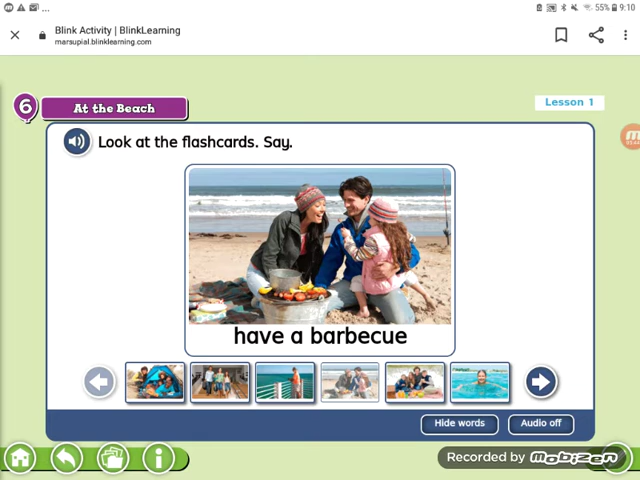 55% 9:10
Blink Activity | BlinkLearning
marsupial.blinklearning.com
6 At the Beach
Lesson 1
Look at the flashcards. Say.
have a barbecue
Hide words
Audio off
Recorded by Mobizen